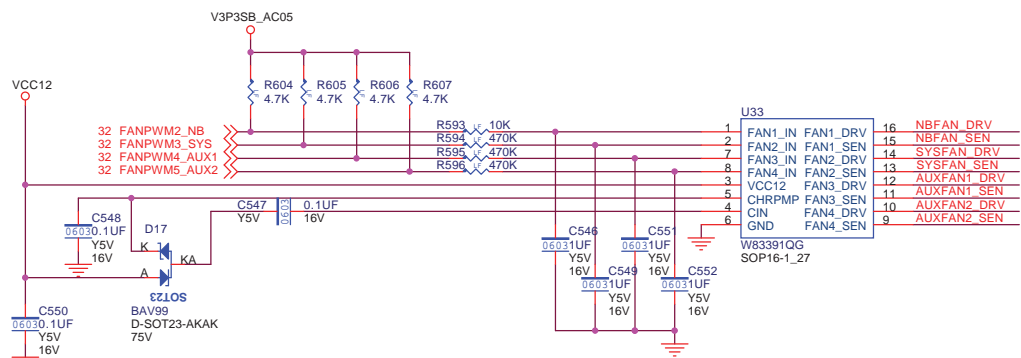 V3P3SB_AC05
VCC12
R604
4.7K
R605
4.7K
R606
4.7K
R607
4.7K
32 FANPWM2_NB
32 FANPWM3_SYS
32 FANPWM4_AUX1
32 FANPWM5_AUX2
R593 LF 10K
R594 LF 470K
R595 LF 470K
R596 LF 470K
U33
1 FAN1_IN FAN1_DRV 16 NBFAN_DRV
2 FAN2_IN FAN1_SEN 15 NBFAN_SEN
7 FAN3_IN FAN2_DRV 14 SYSFAN_DRV
8 FAN4_IN FAN2_SEN 13 SYSFAN_SEN
3 VCC12 FAN3_DRV 12 AUXFAN1_DRV
5 CHRPMP FAN3_SEN 11 AUXFAN1_SEN
4 CIN FAN4_DRV 10 AUXFAN2_DRV
6 GND FAN4_SEN 9 AUXFAN2_SEN
W83391QG
SOP16-1_27
C547
Y5V
0603
0.1UF
16V
C548
0603 0.1UF
Y5V
16V
D17
K
KA
A
SOT23
BAV99
D-SOT23-AKAK
75V
C550
0603 0.1UF
Y5V
16V
C546
0603 1UF
Y5V
16V
C551
0603 1UF
Y5V
16V
C549
0603 1UF
Y5V
16V
C552
0603 1UF
Y5V
16V